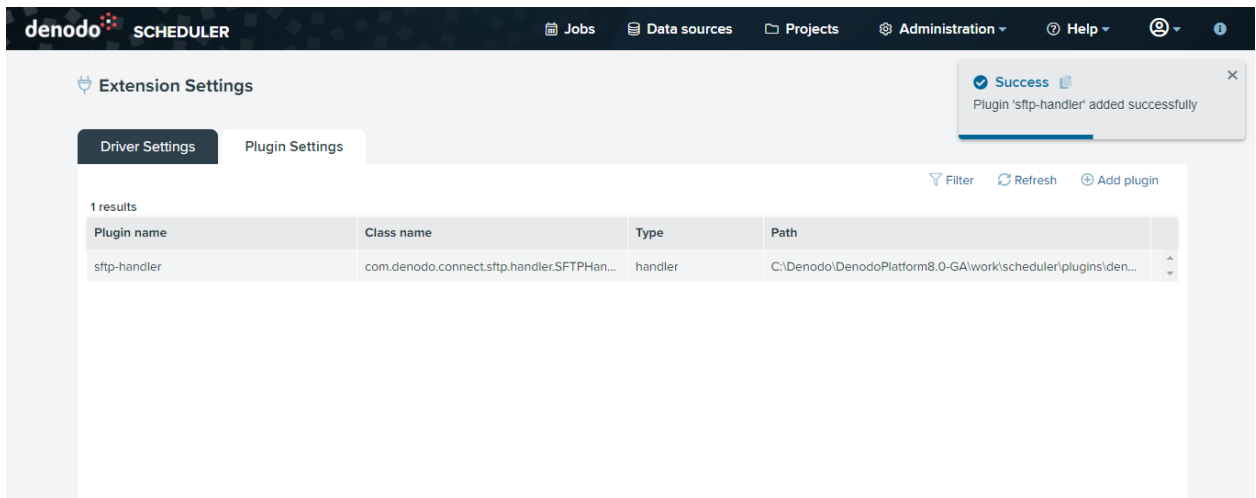 denodo SCHEDULER Jobs Data sources Projects Administration Help
Extension Settings
Success
Plugin 'sftp-handler' added successfully
Driver Settings Plugin Settings
Filter Refresh Add plugin
1 results
Plugin name Class name Type Path
sftp-handler com.denodo.connect.sftp.handler.SFTPHan... handler C:\Denodo\DenodoPlatform8.0-GA\work\scheduler\plugins\den...